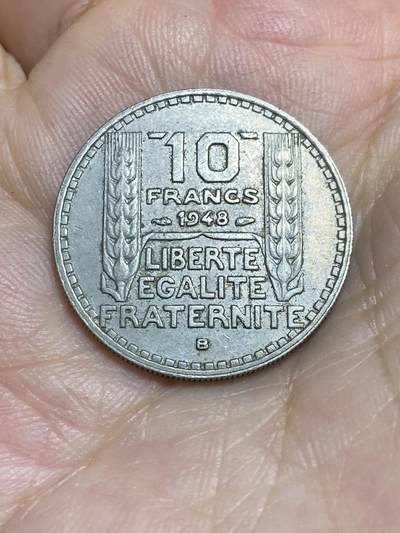 10
FRANCS
1948
LIBERTE
EGALITE
FRATERNITE
B